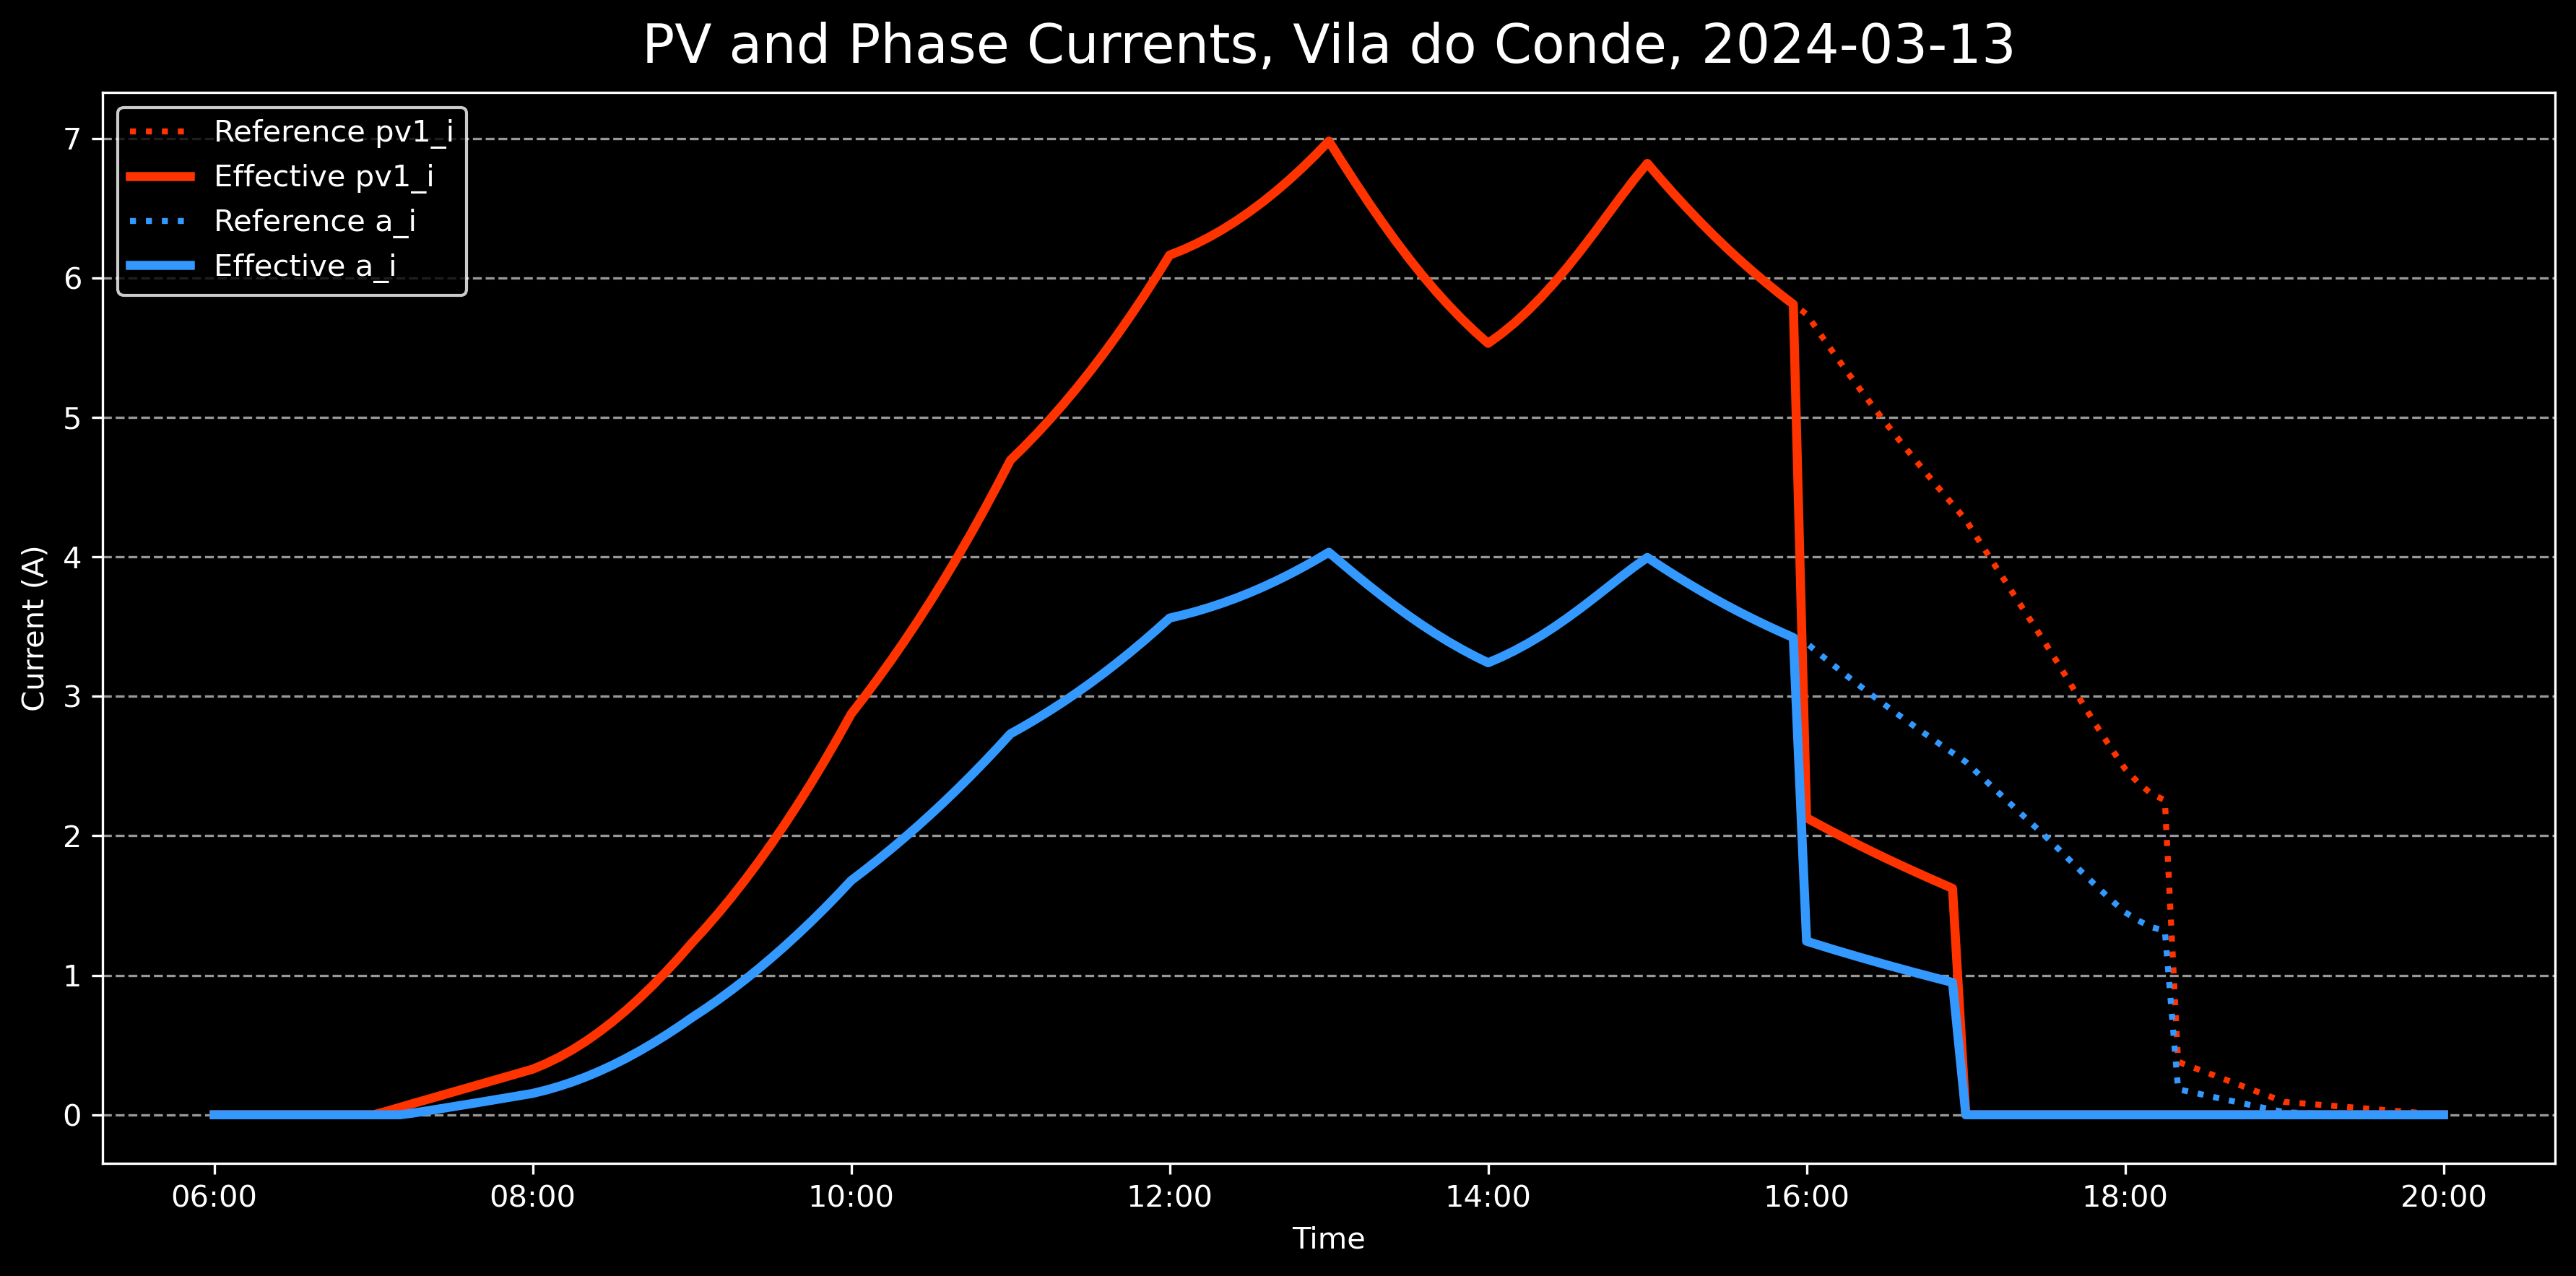 PV and Phase Currents, Vila do Conde, 2024-03-13
Reference pv1_i
Effective pv1_i
Reference a_i
Effective a_i
7
6
5
4
3
2
1
0
Current (A)
06:00
08:00
10:00
12:00
14:00
16:00
18:00
20:00
Time